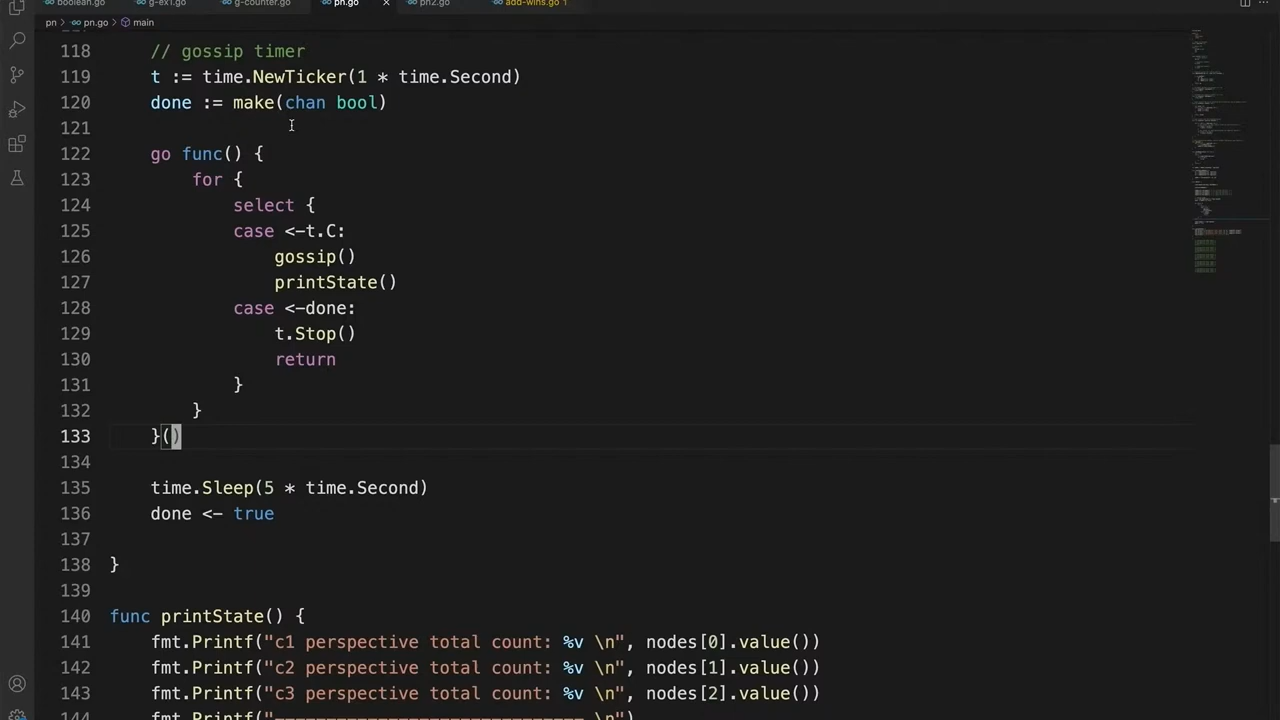 boolean.go g-ex1.go g-counter.go pn.go × pn2.go add-wins.go 1
pn > pn.go > main
118 // gossip timer
119 t := time.NewTicker(1 * time.Second)
120 done := make(chan bool)
121
122 go func() {
123 for {
124 select {
125 case <-t.C:
126 gossip()
127 printState()
128 case <-done:
129 t.Stop()
130 return
131 }
132 }
133 }()
134
135 time.Sleep(5 * time.Second)
136 done <- true
137
138 }
139
140 func printState() {
141 fmt.Printf("c1 perspective total count: %v \n", nodes[0].value())
142 fmt.Printf("c2 perspective total count: %v \n", nodes[1].value())
143 fmt.Printf("c3 perspective total count: %v \n", nodes[2].value())